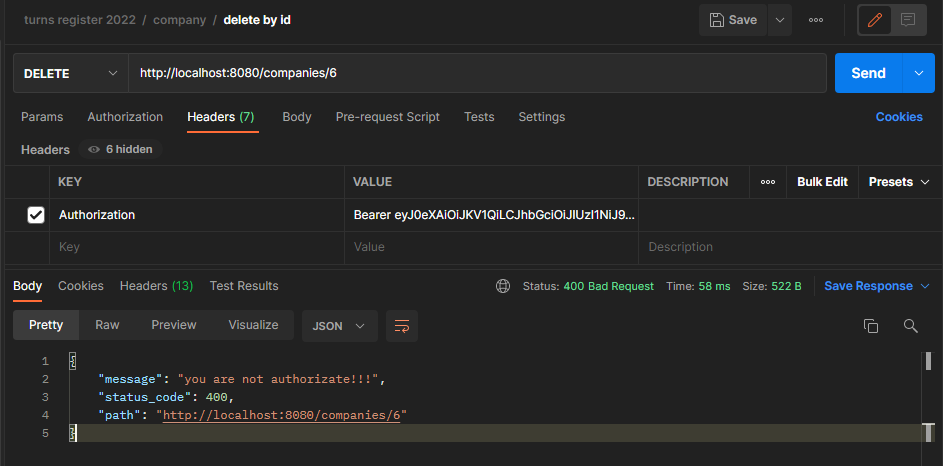 turns register 2022 / company / delete by id
Save
DELETE http://localhost:8080/companies/6 Send
Params Authorization Headers (7) Body Pre-request Script Tests Settings Cookies
Headers 6 hidden
KEY VALUE DESCRIPTION Bulk Edit Presets
Authorization Bearer eyJ0eXAiOiJKV1QiLCJhbGciOiJIUzI1NiJ9...
Key Value Description
Body Cookies Headers (13) Test Results Status: 400 Bad Request Time: 58 ms Size: 522 B Save Response
Pretty Raw Preview Visualize JSON
1 {
2 "message": "you are not authorizate!!!",
3 "status_code": 400,
4 "path": "http://localhost:8080/companies/6"
5 }